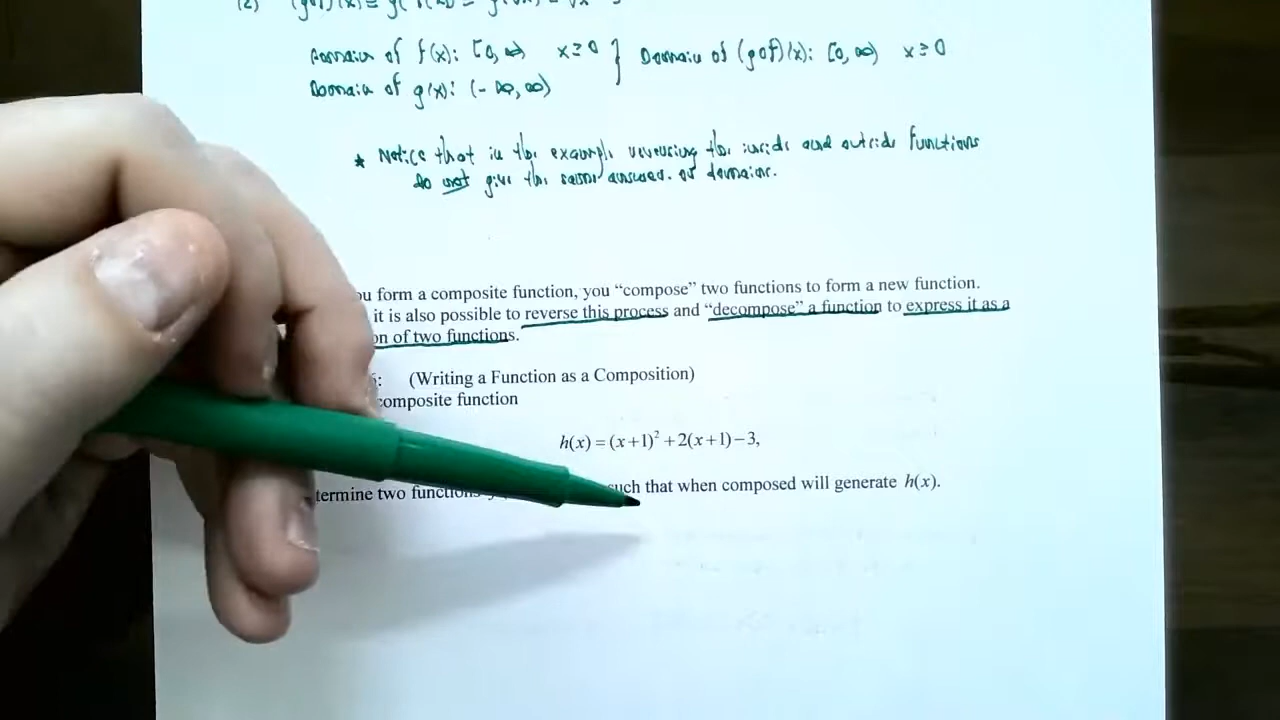 (2) (g∘f)(x) =
Domain of f(x): [0, ∞) x ≥ 0 } Domain of (g∘f)(x): [0, ∞) x ≥ 0
Domain of g(x): (-∞, ∞)
* Notice that in the example reversing the inside and outside functions
do not give the same answer. or domains.
ou form a composite function, you “compose” two functions to form a new function.
it is also possible to reverse this process and “decompose” a function to express it as a
on of two functions.
: (Writing a Function as a Composition)
composite function
h(x) = (x+1)² + 2(x+1) − 3,
termine two functions such that when composed will generate h(x).